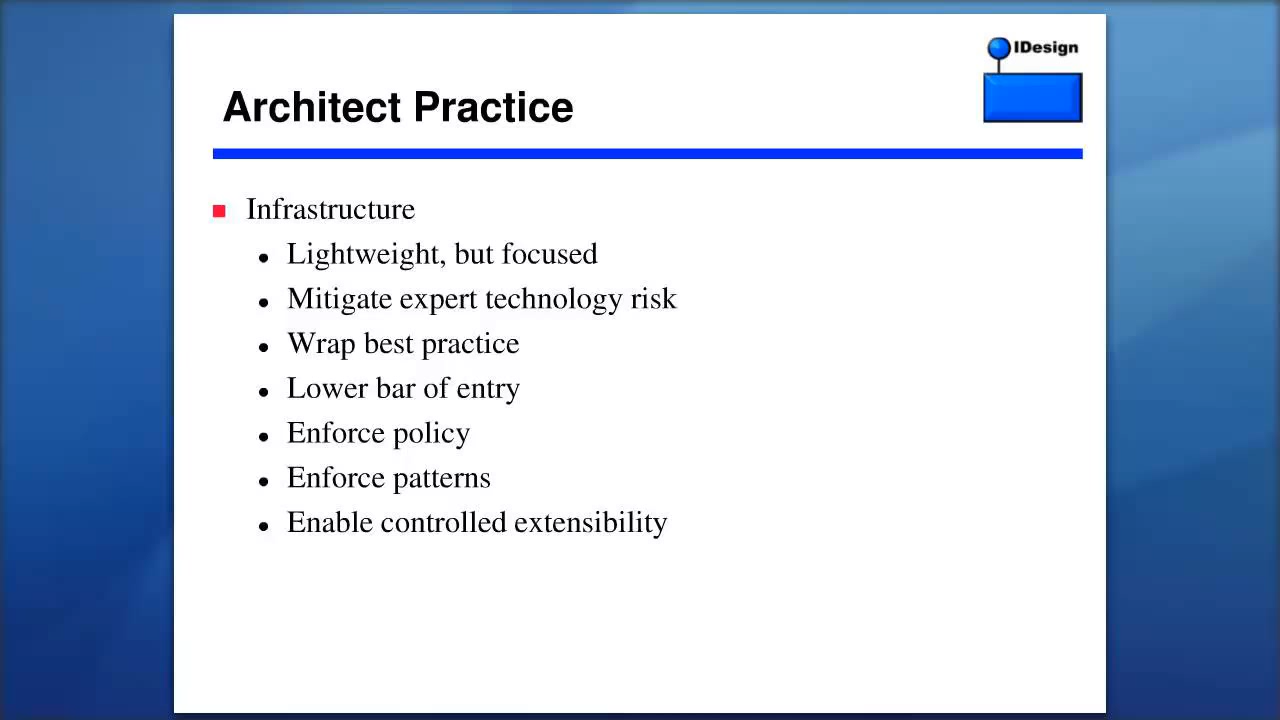 IDesign
Architect Practice
Infrastructure
Lightweight, but focused
Mitigate expert technology risk
Wrap best practice
Lower bar of entry
Enforce policy
Enforce patterns
Enable controlled extensibility